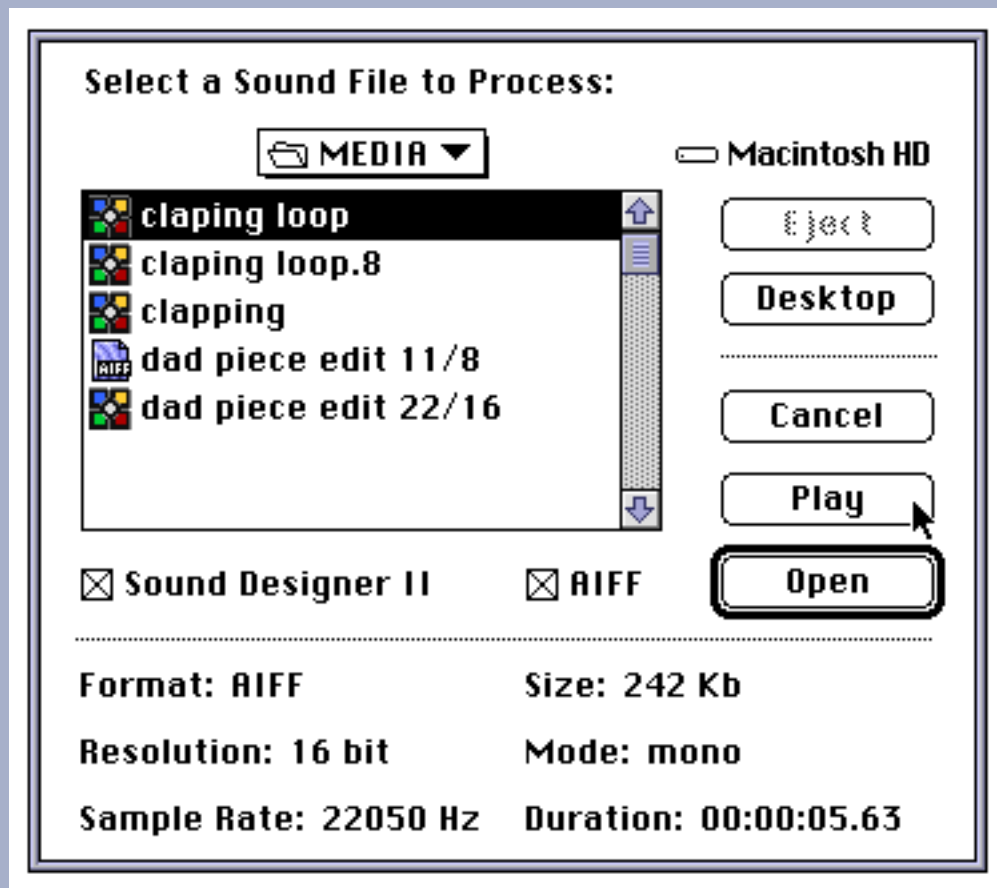 Select a Sound File to Process:
MEDIA
Macintosh HD
claping loop
claping loop.8
clapping
AIFF
dad piece edit 11/8
dad piece edit 22/16
Eject
Desktop
Cancel
Play
Open
Sound Designer II
AIFF
Format: AIFF
Size: 242 Kb
Resolution: 16 bit
Mode: mono
Sample Rate: 22050 Hz
Duration: 00:00:05.63